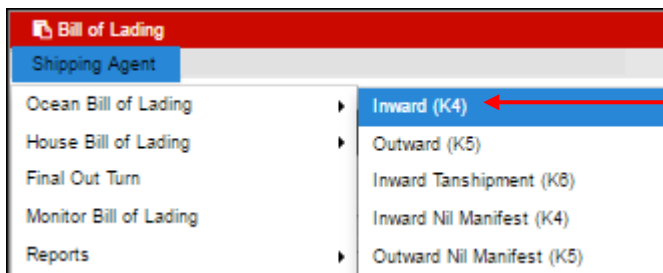 Bill of Lading
Shipping Agent
Ocean Bill of Lading
House Bill of Lading
Final Out Turn
Monitor Bill of Lading
Reports
Inward (K4)
Outward (K5)
Inward Tanshipment (K6)
Inward Nil Manifest (K4)
Outward Nil Manifest (K5)